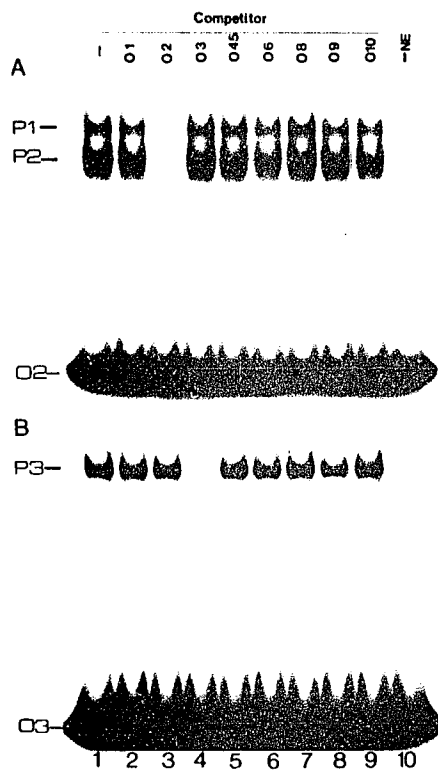 Competitor
– O1 O2 O3 O45 O6 O8 O9 O10 –NE
A
P1–
P2–
O2–
B
P3–
O3–
1 2 3 4 5 6 7 8 9 10